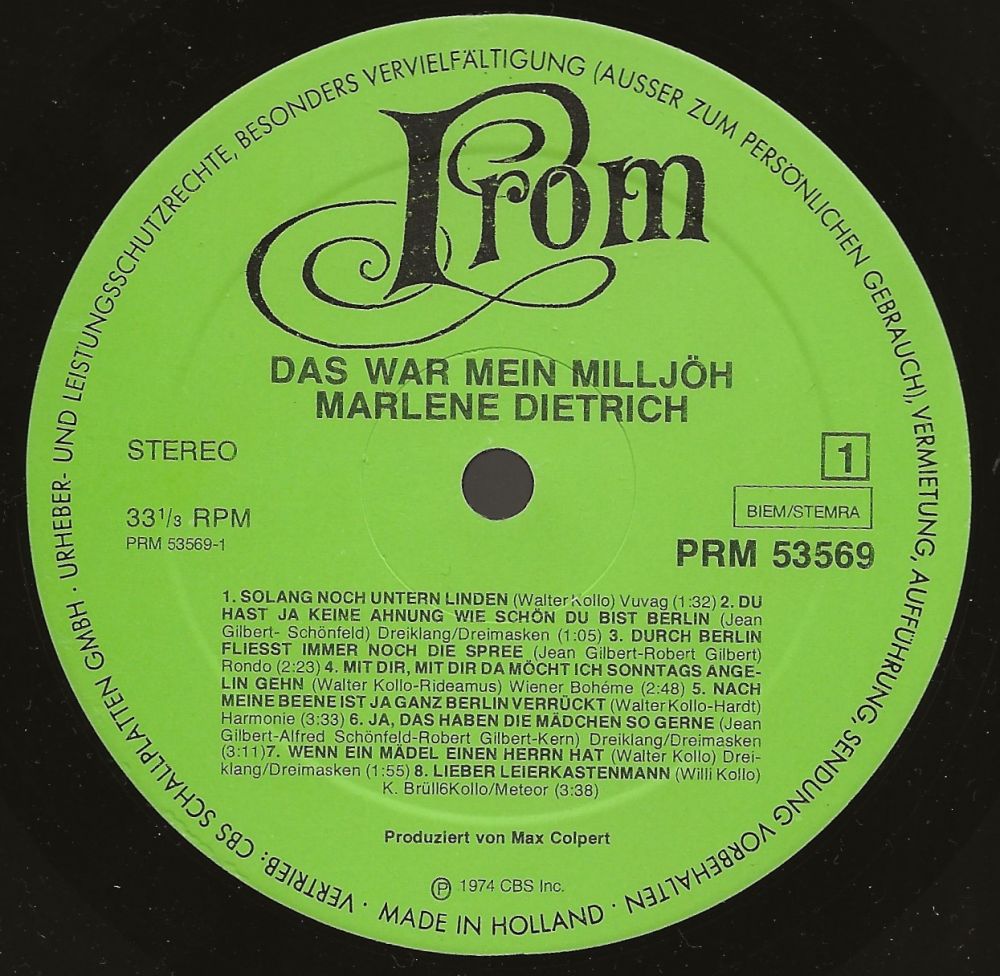 VERTRIEB: CBS SCHALLPLATTEN GMBH · URHEBER- UND LEISTUNGSSCHUTZRECHTE, BESONDERS VERVIELFÄLTIGUNG (AUSSER ZUM PERSÖNLICHEN GEBRAUCH), VERMIETUNG, AUFFÜHRUNG, SENDUNG VORBEHALTEN · MADE IN HOLLAND ·
Prom
DAS WAR MEIN MILLJÖH
MARLENE DIETRICH
STEREO
1
33 1/3 RPM
BIEM/STEMRA
PRM 53569-1
PRM 53569
1. SOLANG NOCH UNTERN LINDEN (Walter Kollo) Vuvag (1:32) 2. DU
HAST JA KEINE AHNUNG WIE SCHÖN DU BIST BERLIN (Jean
Gilbert- Schönfeld) Dreiklang/Dreimasken (1:05) 3. DURCH BERLIN
FLIESST IMMER NOCH DIE SPREE (Jean Gilbert-Robert Gilbert)
Rondo (2:23) 4. MIT DIR, MIT DIR DA MÖCHT ICH SONNTAGS ANGE-
LIN GEHN (Walter Kollo-Rideamus) Wiener Bohéme (2:48) 5. NACH
MEINE BEENE IST JA GANZ BERLIN VERRÜCKT (Walter Kollo-Hardt)
Harmonie (3:33) 6. JA, DAS HABEN DIE MÄDCHEN SO GERNE (Jean
Gilbert-Alfred Schönfeld-Robert Gilbert-Kern) Dreiklang/Dreimasken
(3:11)7. WENN EIN MÄDEL EINEN HERRN HAT (Walter Kollo) Drei-
klang/Dreimasken (1:55) 8. LIEBER LEIERKASTENMANN (Willi Kollo)
K. Brüll6Kollo/Meteor (3:38)
Produziert von Max Colpert
℗ 1974 CBS Inc.